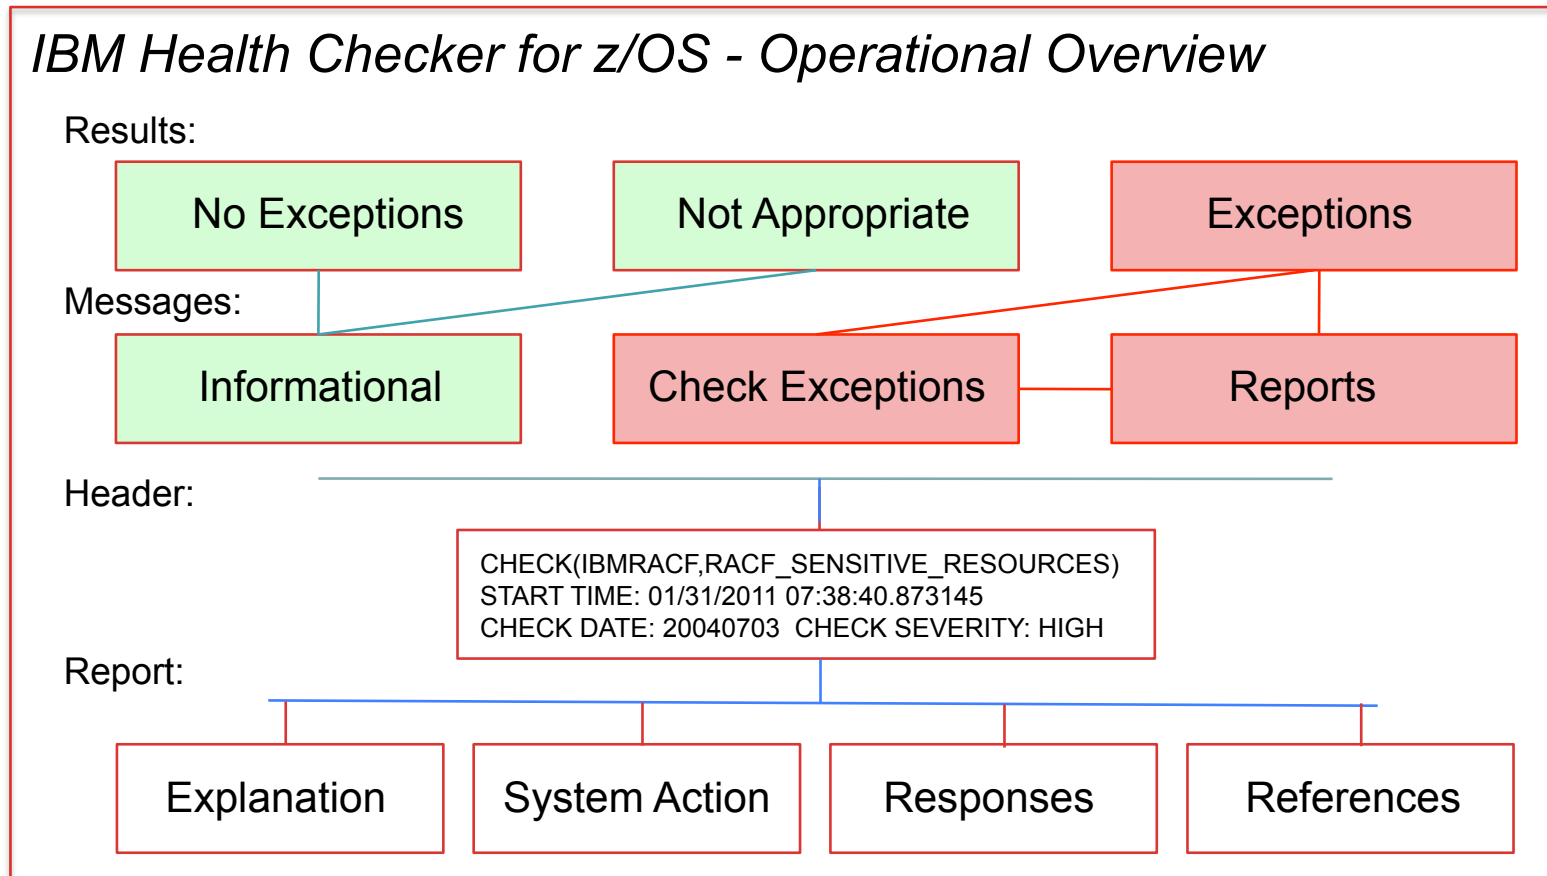 IBM Health Checker for z/OS - Operational Overview
Results:
No Exceptions
Not Appropriate
Exceptions
Messages:
Informational
Check Exceptions
Reports
Header:
CHECK(IBMRACF,RACF_SENSITIVE_RESOURCES)
START TIME: 01/31/2011 07:38:40.873145
CHECK DATE: 20040703  CHECK SEVERITY: HIGH
Report:
Explanation
System Action
Responses
References